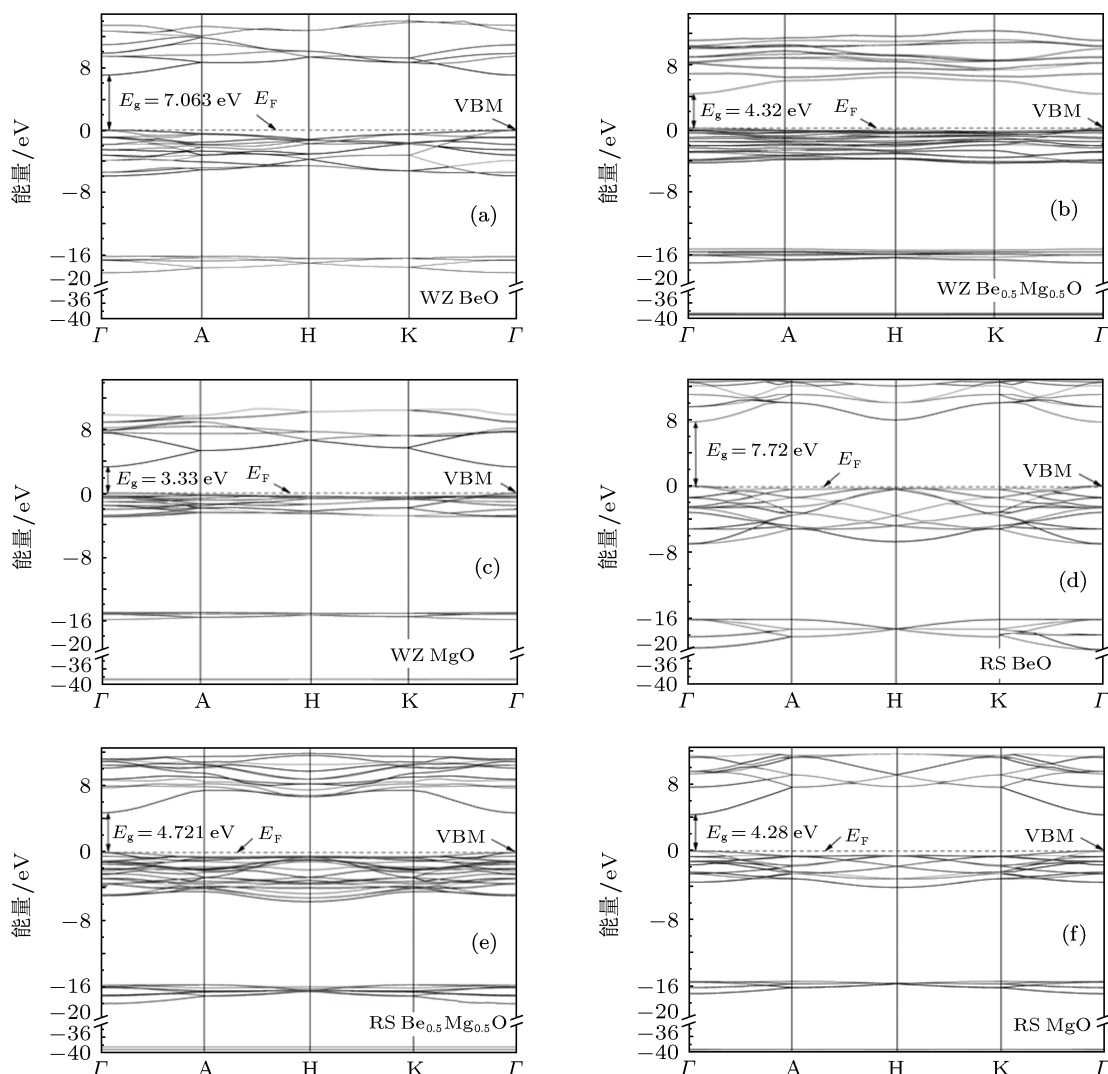 8
E_g = 7.063 eV
E_F
VBM
0
能量/eV
−8
(a)
−16
−20
WZ BeO
−36
−40
Γ A H K Γ
8
E_g = 4.32 eV
E_F
VBM
0
能量/eV
−8
(b)
−16
−20
WZ Be₀.₅Mg₀.₅O
−36
−40
Γ A H K Γ
8
E_g = 3.33 eV
E_F
VBM
0
能量/eV
−8
(c)
−16
−20
WZ MgO
−36
−40
Γ A H K Γ
8
E_g = 7.72 eV
E_F
VBM
0
能量/eV
−8
(d)
−16
−20
RS BeO
−36
−40
Γ A H K Γ
8
E_g = 4.721 eV
E_F
VBM
0
能量/eV
−8
(e)
−16
−20
RS Be₀.₅Mg₀.₅O
−36
−40
Γ A H K Γ
8
E_g = 4.28 eV
E_F
VBM
0
能量/eV
−8
(f)
−16
−20
RS MgO
−36
−40
Γ A H K Γ